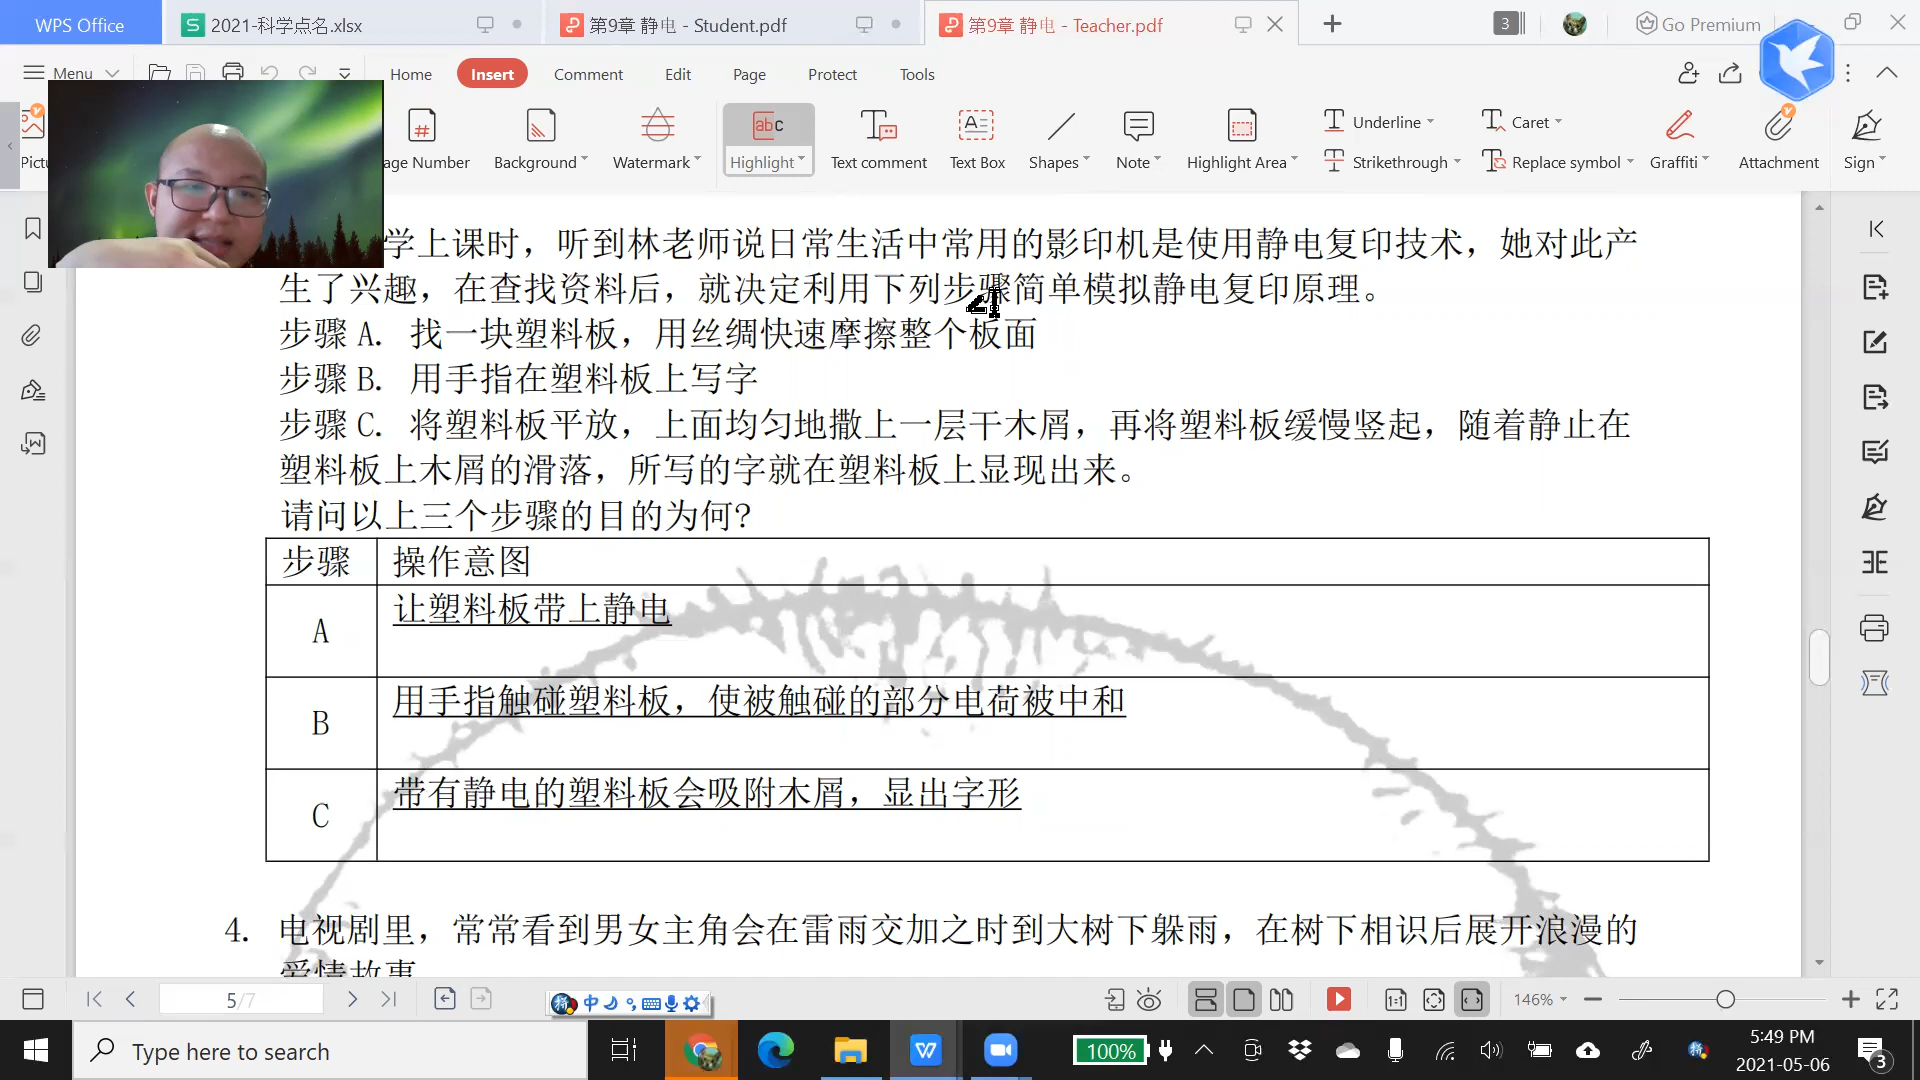 WPS Office
2021-科学点名.xlsx
第9章 静电 - Student.pdf
第9章 静电 - Teacher.pdf
3
Go Premium
Menu
Home
Insert
Comment
Edit
Page
Protect
Tools
age Number
Background
Watermark
Highlight
Text comment
Text Box
Shapes
Note
Highlight Area
Underline
Strikethrough
Caret
Replace symbol
Graffiti
Attachment
Sign
学上课时，听到林老师说日常生活中常用的影印机是使用静电复印技术，她对此产
生了兴趣，在查找资料后，就决定利用下列步骤简单模拟静电复印原理。
步骤 A. 找一块塑料板，用丝绸快速摩擦整个板面
步骤 B. 用手指在塑料板上写字
步骤 C. 将塑料板平放，上面均匀地撒上一层干木屑，再将塑料板缓慢竖起，随着静止在
塑料板上木屑的滑落，所写的字就在塑料板上显现出来。
请问以上三个步骤的目的为何?
步骤 操作意图
A 让塑料板带上静电
B 用手指触碰塑料板，使被触碰的部分电荷被中和
C 带有静电的塑料板会吸附木屑，显出字形
4. 电视剧里，常常看到男女主角会在雷雨交加之时到大树下躲雨，在树下相识后展开浪漫的
爱情故事
5/7
中
146%
Type here to search
100%
5:49 PM
2021-05-06
3